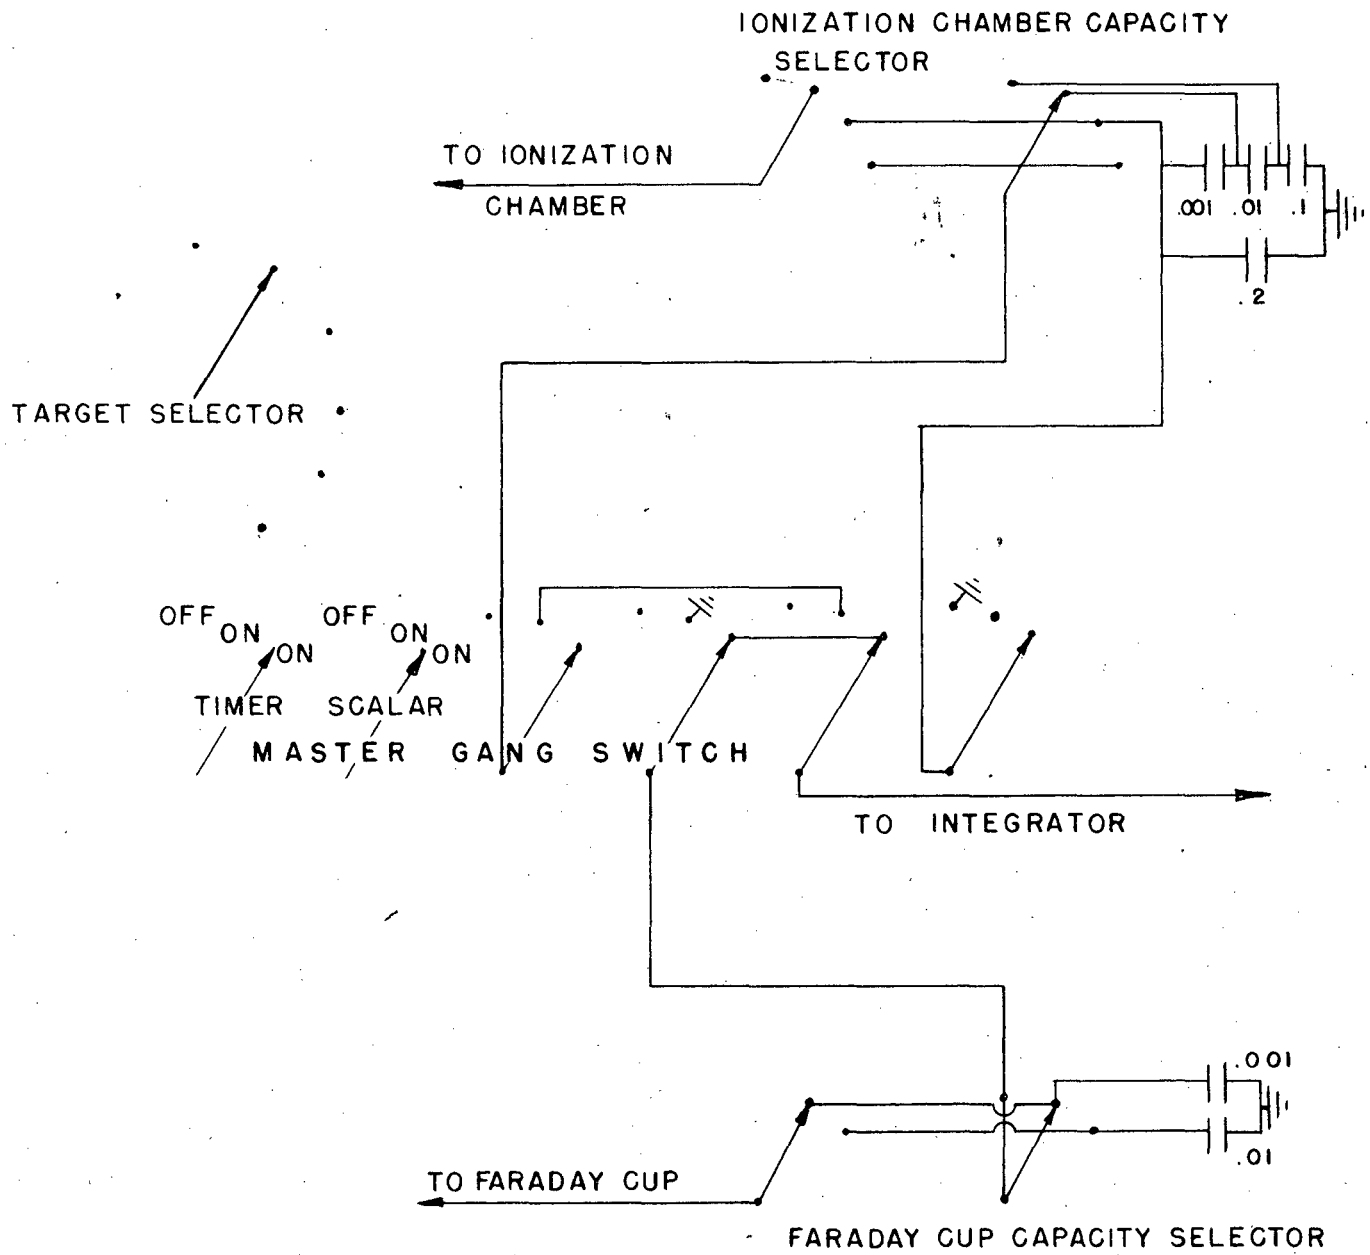 IONIZATION CHAMBER CAPACITY
SELECTOR
TO IONIZATION
CHAMBER
.001 .01 .1
.2
TARGET SELECTOR
OFF ON ON
OFF ON ON
TIMER SCALAR
MASTER GANG SWITCH
TO INTEGRATOR
.001
.01
TO FARADAY CUP
FARADAY CUP CAPACITY SELECTOR